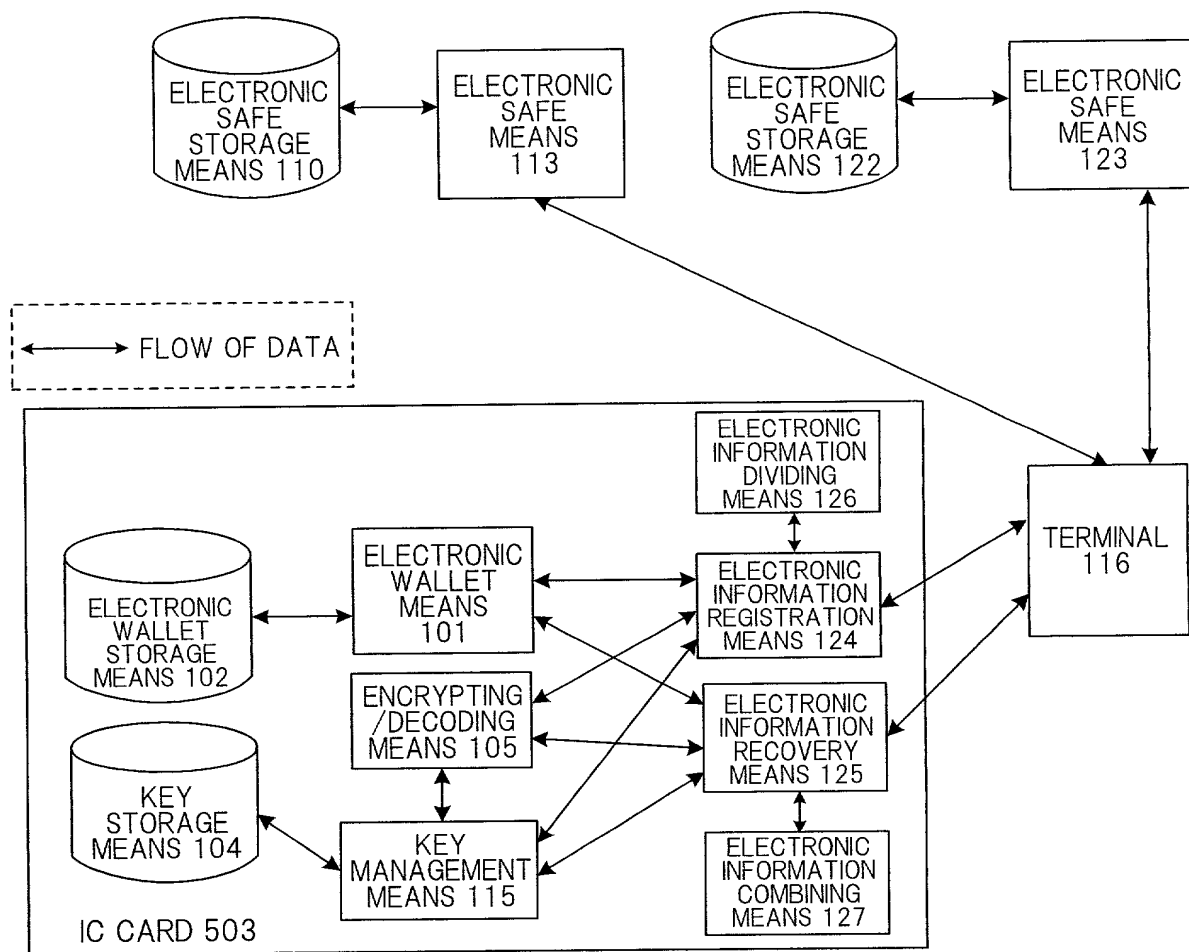 ELECTRONIC
SAFE
STORAGE
MEANS 110
ELECTRONIC
SAFE
MEANS
113
ELECTRONIC
SAFE
STORAGE
MEANS 122
ELECTRONIC
SAFE
MEANS
123
FLOW OF DATA
ELECTRONIC
INFORMATION
DIVIDING
MEANS 126
ELECTRONIC
WALLET
STORAGE
MEANS 102
ELECTRONIC
WALLET
MEANS
101
ELECTRONIC
INFORMATION
REGISTRATION
MEANS 124
TERMINAL
116
ENCRYPTING
/DECODING
MEANS 105
ELECTRONIC
INFORMATION
RECOVERY
MEANS 125
KEY
STORAGE
MEANS 104
KEY
MANAGEMENT
MEANS 115
ELECTRONIC
INFORMATION
COMBINING
MEANS 127
IC CARD 503